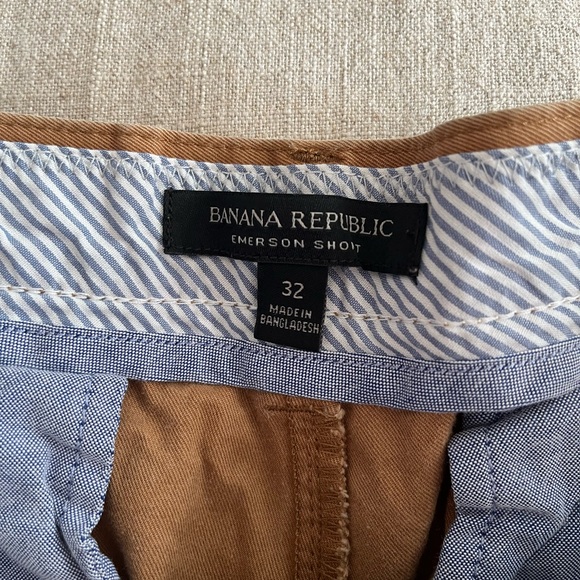 BANANA REPUBLIC
EMERSON SHORT
32
MADE IN
BANGLADESH